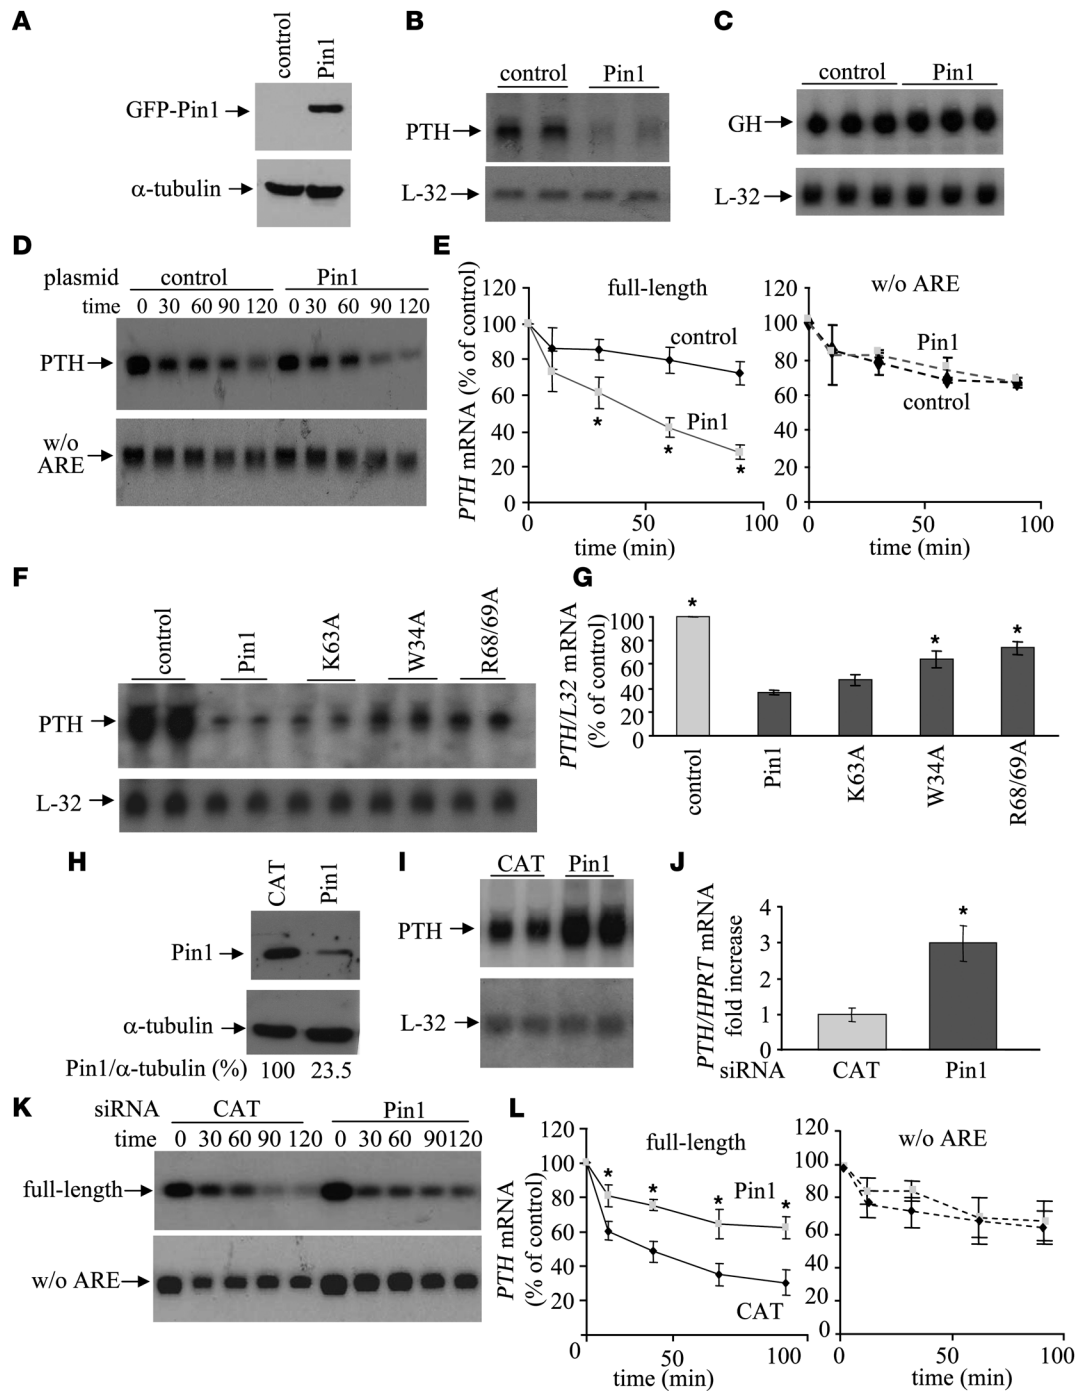 A
control
Pin1
GFP-Pin1
α-tubulin
B
control Pin1
PTH
L-32
C
control Pin1
GH
L-32
D
plasmid control Pin1
time 0 30 60 90 120 0 30 60 90 120
PTH
w/o
ARE
E
PTH mRNA (% of control)
full-length
120
100
80
60
40
20
0
control
Pin1
*
*
*
0 50 100
time (min)
w/o ARE
120
100
80
60
40
20
0
Pin1
control
0 50 100
time (min)
F
control
Pin1
K63A
W34A
R68/69A
PTH
L-32
G
PTH/L32 mRNA
(% of control)
100
80
60
40
20
0
*
*
*
control
Pin1
K63A
W34A
R68/69A
H
CAT
Pin1
Pin1
α-tubulin
Pin1/α-tubulin (%) 100 23.5
I
CAT Pin1
PTH
L-32
J
PTH/HPRT mRNA
fold increase
4
3
2
1
0
*
siRNA CAT Pin1
K
siRNA CAT Pin1
time 0 30 60 90 120 0 30 60 90 120
full-length
w/o ARE
L
PTH mRNA
(% of control)
full-length
120
100
80
60
40
20
0
* * * *
Pin1
CAT
0 50 100
time (min)
w/o ARE
120
100
80
60
40
20
0
0 50 100
time (min)